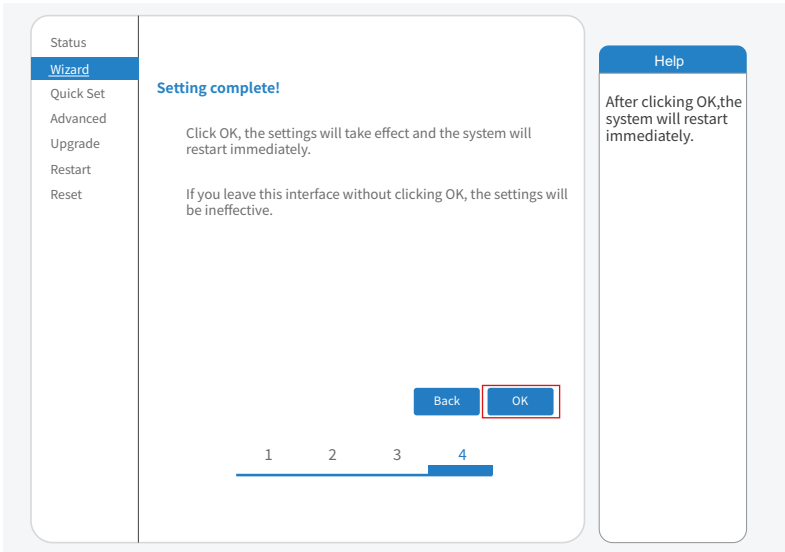 Status
Wizard
Quick Set
Advanced
Upgrade
Restart
Reset
Setting complete!
Click OK, the settings will take effect and the system will
restart immediately.
If you leave this interface without clicking OK, the settings will
be ineffective.
Back
OK
1
2
3
4
Help
After clicking OK,the
system will restart
immediately.